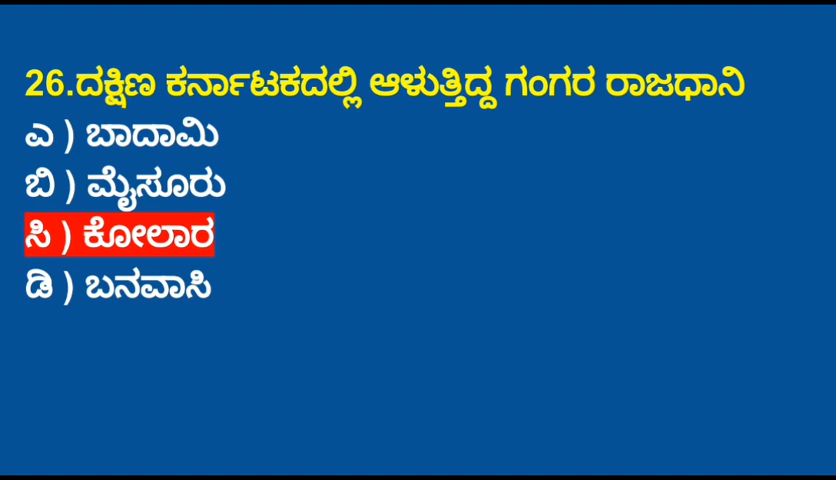 26.ದಕ್ಷಿಣ ಕರ್ನಾಟಕದಲ್ಲಿ ಆಳುತ್ತಿದ್ದ ಗಂಗರ ರಾಜಧಾನಿ
ಎ ) ಬಾದಾಮಿ
ಬಿ ) ಮೈಸೂರು
ಸಿ ) ಕೋಲಾರ
ಡಿ ) ಬನವಾಸಿ